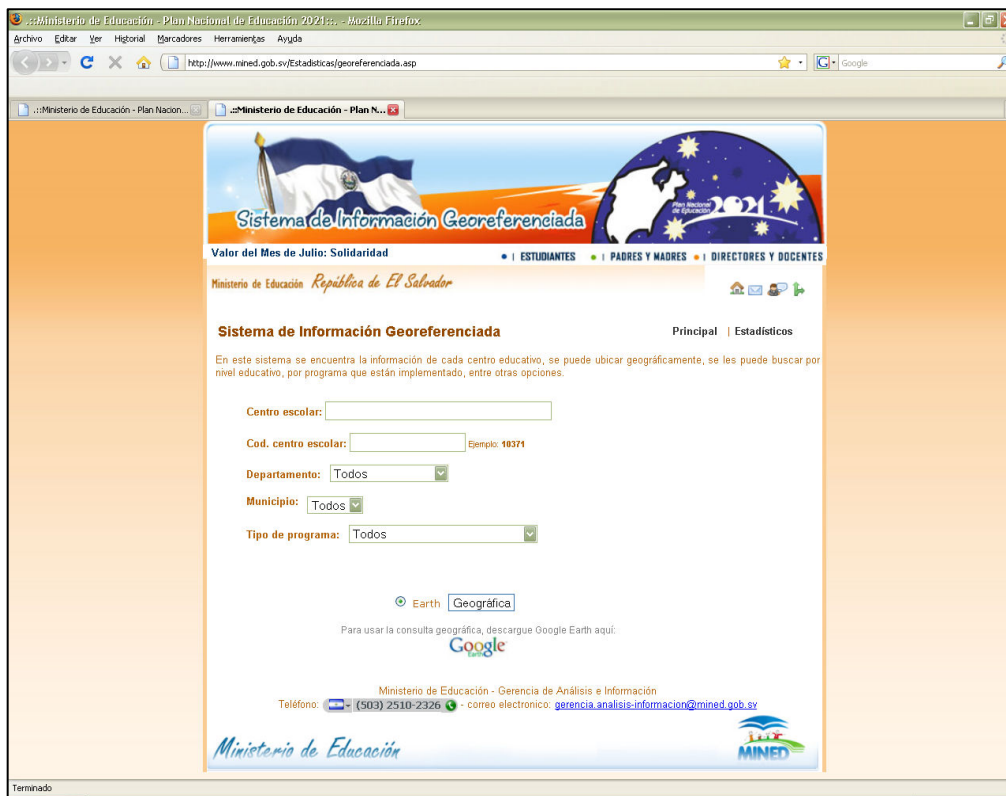 .::Ministerio de Educación - Plan Nacional de Educación 2021::. - Mozilla Firefox
Archivo Editar Ver Historial Marcadores Herramientas Ayuda
http://www.mined.gob.sv/Estadisticas/georeferenciada.asp
Google
.::Ministerio de Educación - Plan Nacion...
.::Ministerio de Educación - Plan N...
Plan Nacional
de Educación
2021
Sistema de Información Georeferenciada
Valor del Mes de Julio: Solidaridad
| ESTUDIANTES | PADRES Y MADRES | DIRECTORES Y DOCENTES
Ministerio de Educación República de El Salvador
Sistema de Información Georeferenciada
Principal | Estadísticos
En este sistema se encuentra la información de cada centro educativo, se puede ubicar geográficamente, se les puede buscar por
nivel educativo, por programa que están implementado, entre otras opciones.
Centro escolar:
Cod. centro escolar: Ejemplo: 10371
Departamento: Todos
Municipio: Todos
Tipo de programa: Todos
Earth Geográfica
Para usar la consulta geográfica, descargue Google Earth aquí:
Google
Earth
Ministerio de Educación - Gerencia de Análisis e Información
Teléfono: (503) 2510-2326 - correo electronico: gerencia.analisis-informacion@mined.gob.sv
Ministerio de Educación
MINED
Terminado